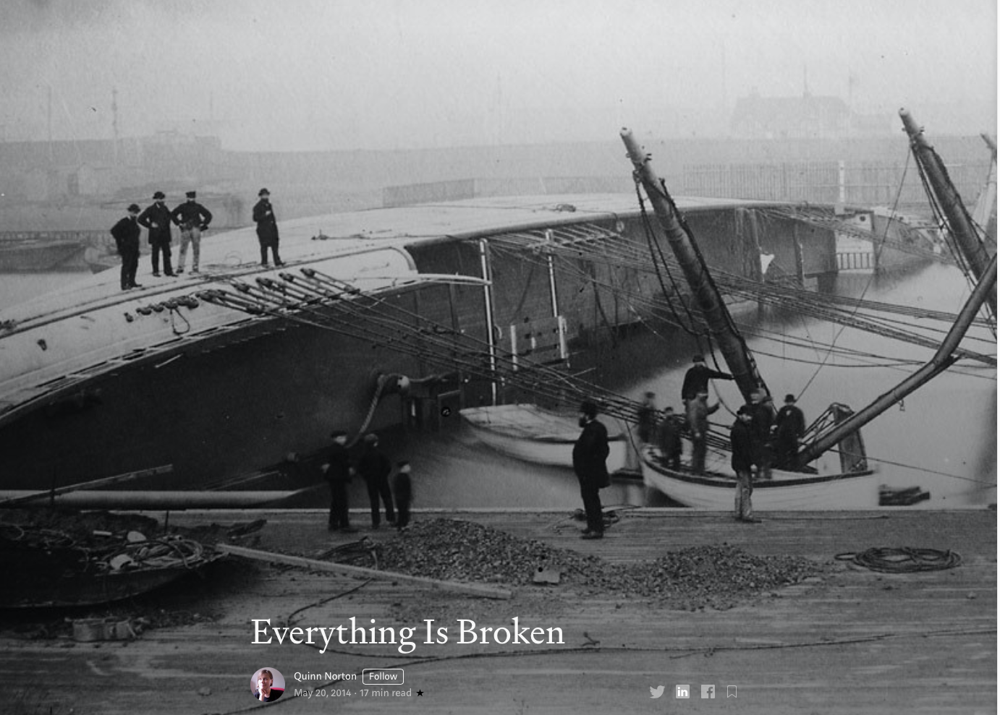 Everything Is Broken
Quinn Norton Follow
May 20, 2014 · 17 min read ★